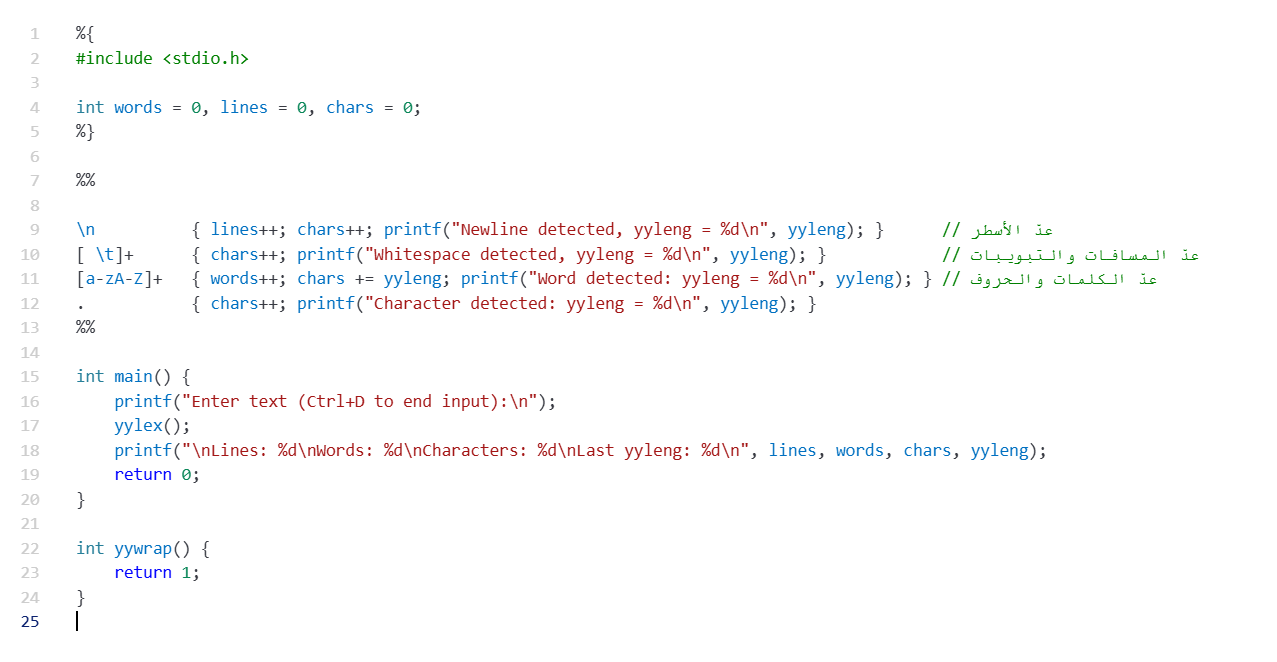 1 %{
2 #include <stdio.h>
3
4 int words = 0, lines = 0, chars = 0;
5 %}
6
7 %%
8
9 \n { lines++; chars++; printf("Newline detected, yyleng = %d\n", yyleng); } // عدّ الأسطر
10 [ \t]+ { chars++; printf("Whitespace detected, yyleng = %d\n", yyleng); } // عدّ المسافات والتبويبات
11 [a-zA-Z]+ { words++; chars += yyleng; printf("Word detected: yyleng = %d\n", yyleng); } // عدّ الكلمات والحروف
12 . { chars++; printf("Character detected: yyleng = %d\n", yyleng); }
13 %%
14
15 int main() {
16 printf("Enter text (Ctrl+D to end input):\n");
17 yylex();
18 printf("\nLines: %d\nWords: %d\nCharacters: %d\nLast yyleng: %d\n", lines, words, chars, yyleng);
19 return 0;
20 }
21
22 int yywrap() {
23 return 1;
24 }
25